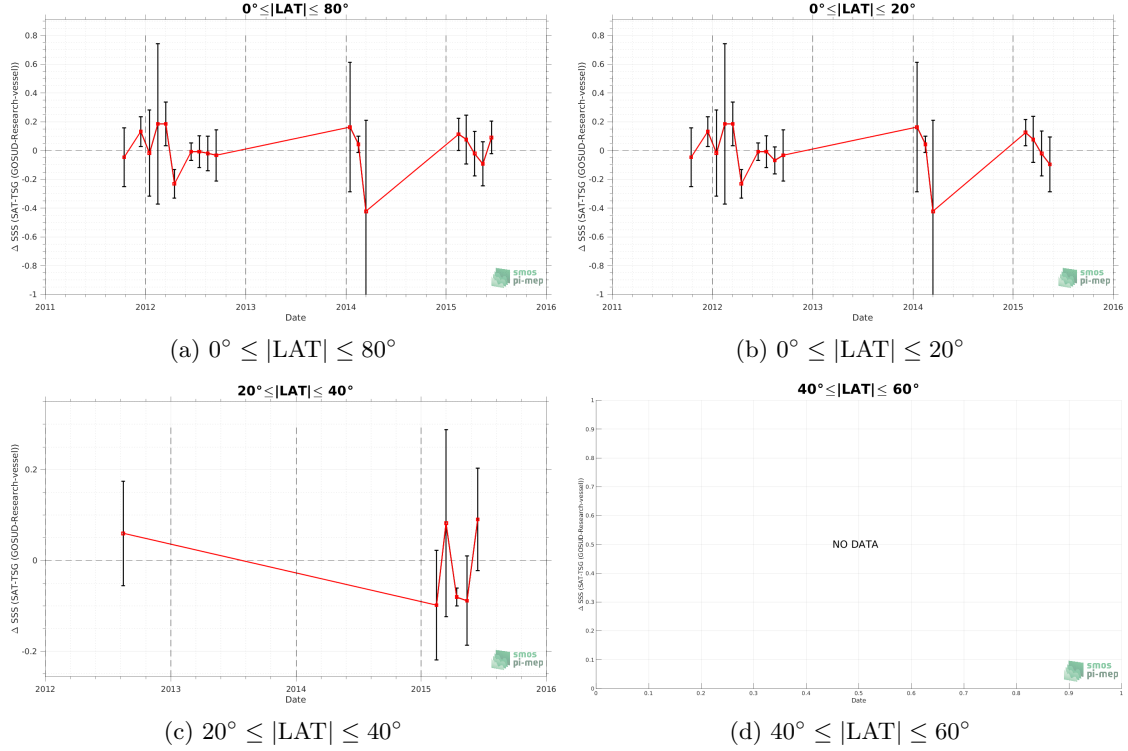 0°≤|LAT|≤ 80°
Δ SSS (SAT-TSG (GOSUD-Research-vessel))
0.8
0.6
0.4
0.2
0
-0.2
-0.4
-0.6
-0.8
-1
2011 2012 2013 2014 2015 2016
Date
smos
pi-mep
(a) 0° ≤ |LAT| ≤ 80°
0°≤|LAT|≤ 20°
Δ SSS (SAT-TSG (GOSUD-Research-vessel))
0.8
0.6
0.4
0.2
0
-0.2
-0.4
-0.6
-0.8
-1
2011 2012 2013 2014 2015 2016
Date
smos
pi-mep
(b) 0° ≤ |LAT| ≤ 20°
20°≤|LAT|≤ 40°
Δ SSS (SAT-TSG (GOSUD-Research-vessel))
0.2
0
-0.2
2012 2013 2014 2015 2016
Date
smos
pi-mep
(c) 20° ≤ |LAT| ≤ 40°
40°≤|LAT|≤ 60°
Δ SSS (SAT-TSG (GOSUD-Research-vessel))
1
0.9
0.8
0.7
0.6
0.5
0.4
0.3
0.2
0.1
0
NO DATA
0 0.1 0.2 0.3 0.4 0.5 0.6 0.7 0.8 0.9 1
Date
smos
pi-mep
(d) 40° ≤ |LAT| ≤ 60°